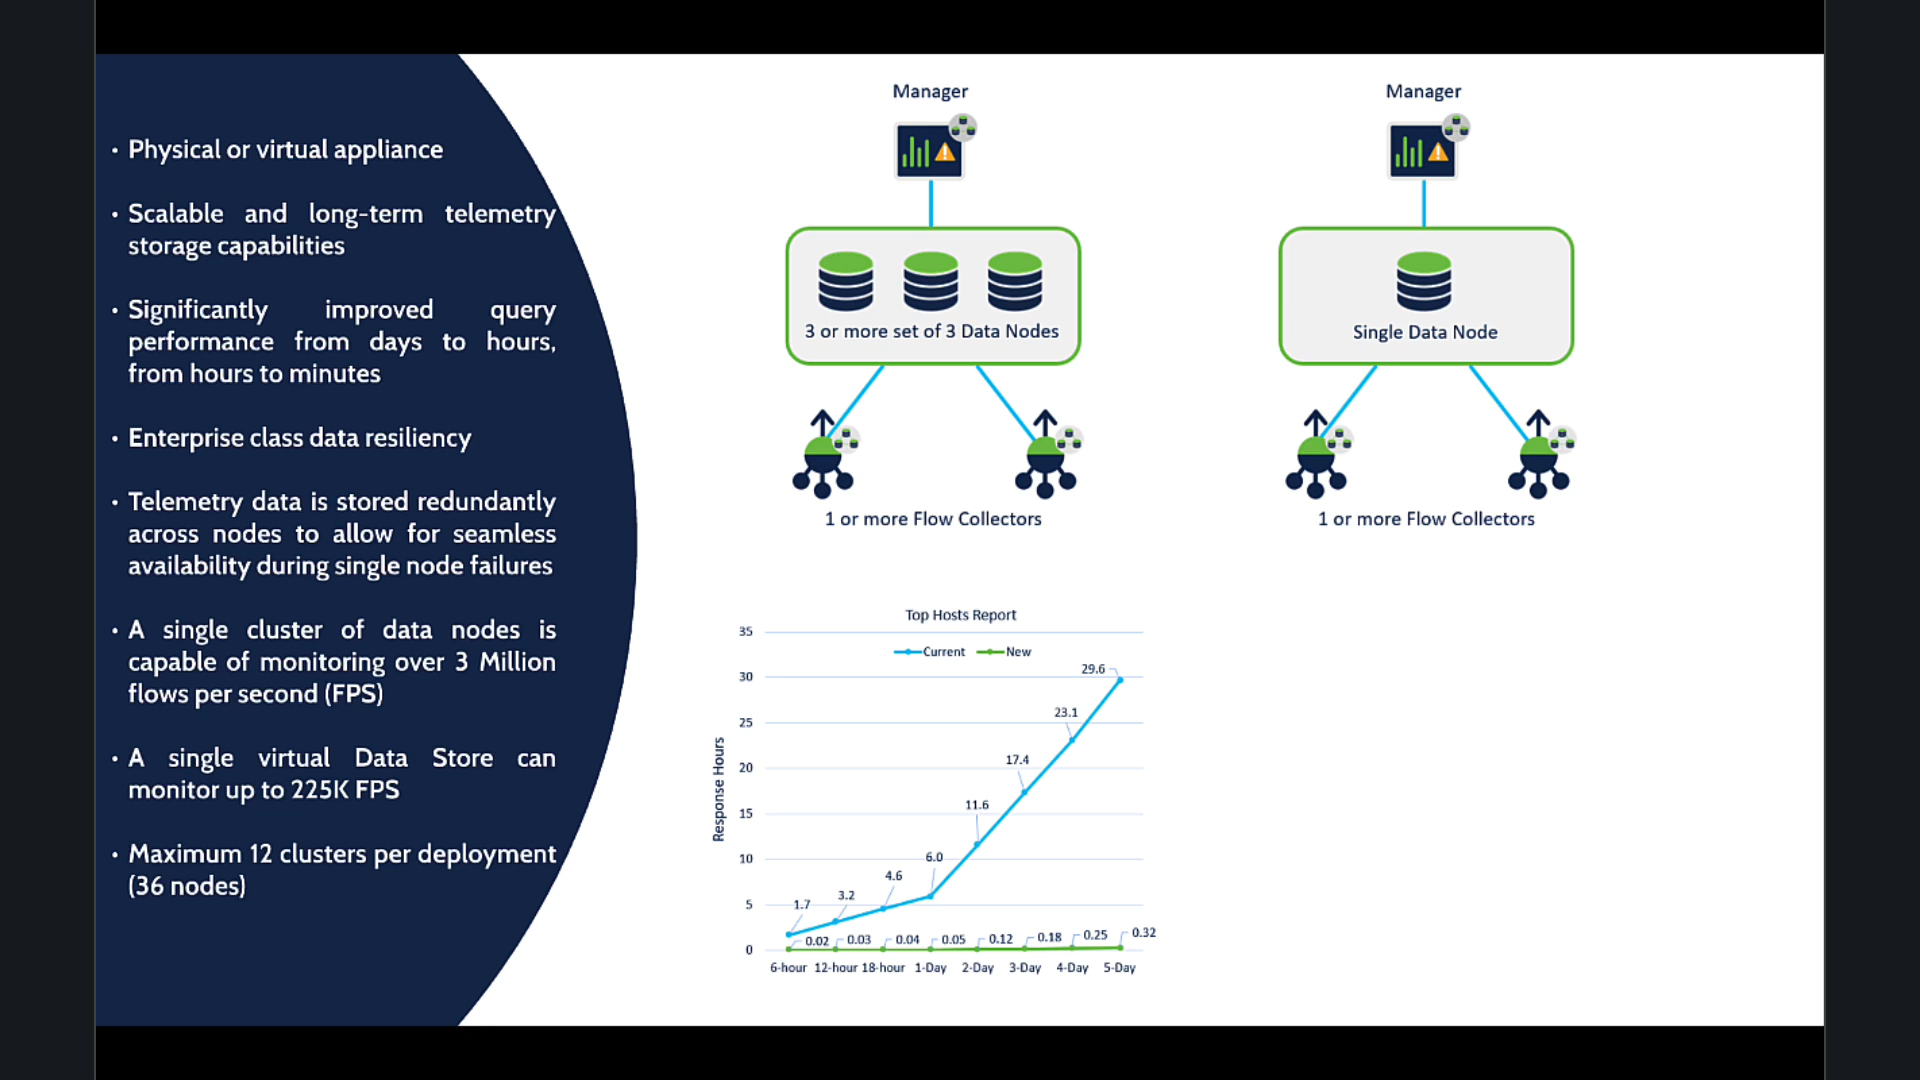 • Physical or virtual appliance
• Scalable and long-term telemetry
storage capabilities
• Significantly improved query
performance from days to hours,
from hours to minutes
• Enterprise class data resiliency
• Telemetry data is stored redundantly
across nodes to allow for seamless
availability during single node failures
• A single cluster of data nodes is
capable of monitoring over 3 Million
flows per second (FPS)
• A single virtual Data Store can
monitor up to 225K FPS
• Maximum 12 clusters per deployment
(36 nodes)
Manager
3 or more set of 3 Data Nodes
1 or more Flow Collectors
Manager
Single Data Node
1 or more Flow Collectors
Top Hosts Report
Current New
Response Hours
35
30
25
20
15
10
5
0
1.7 3.2 4.6 6.0 11.6 17.4 23.1 29.6
0.02 0.03 0.04 0.05 0.12 0.18 0.25 0.32
6-hour 12-hour 18-hour 1-Day 2-Day 3-Day 4-Day 5-Day